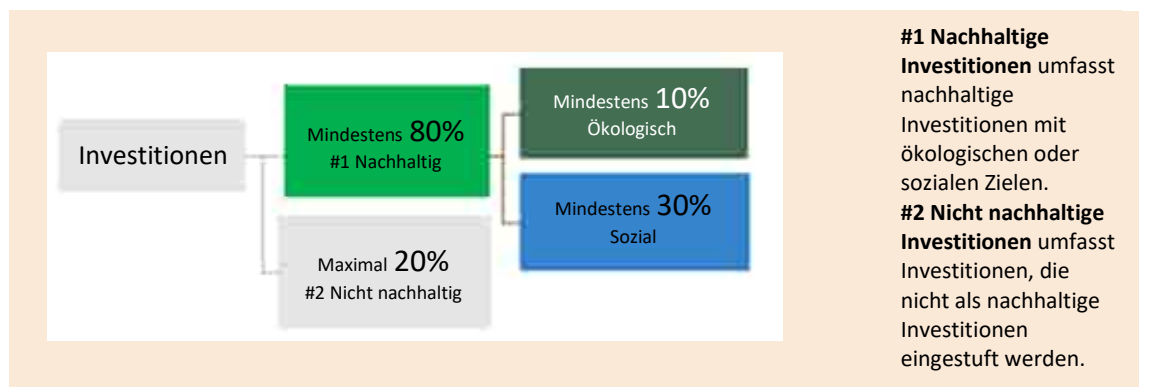 Investitionen
Mindestens 80%
#1 Nachhaltig
Maximal 20%
#2 Nicht nachhaltig
Mindestens 10%
Ökologisch
Mindestens 30%
Sozial
#1 Nachhaltige
Investitionen umfasst
nachhaltige
Investitionen mit
ökologischen oder
sozialen Zielen.
#2 Nicht nachhaltige
Investitionen umfasst
Investitionen, die
nicht als nachhaltige
Investitionen
eingestuft werden.